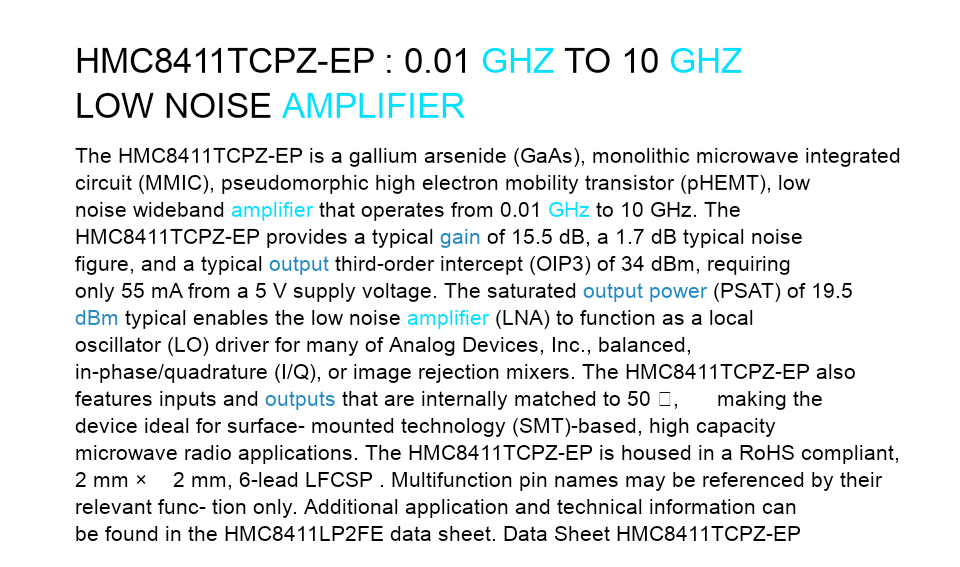 HMC8411TCPZ-EP : 0.01 GHZ TO 10 GHZ
LOW NOISE AMPLIFIER
The HMC8411TCPZ-EP is a gallium arsenide (GaAs), monolithic microwave integrated
circuit (MMIC), pseudomorphic high electron mobility transistor (pHEMT), low
noise wideband amplifier that operates from 0.01 GHz to 10 GHz. The
HMC8411TCPZ-EP provides a typical gain of 15.5 dB, a 1.7 dB typical noise
figure, and a typical output third-order intercept (OIP3) of 34 dBm, requiring
only 55 mA from a 5 V supply voltage. The saturated output power (PSAT) of 19.5
dBm typical enables the low noise amplifier (LNA) to function as a local
oscillator (LO) driver for many of Analog Devices, Inc., balanced,
in-phase/quadrature (I/Q), or image rejection mixers. The HMC8411TCPZ-EP also
features inputs and outputs that are internally matched to 50 □, making the
device ideal for surface- mounted technology (SMT)-based, high capacity
microwave radio applications. The HMC8411TCPZ-EP is housed in a RoHS compliant,
2 mm × 2 mm, 6-lead LFCSP . Multifunction pin names may be referenced by their
relevant func- tion only. Additional application and technical information can
be found in the HMC8411LP2FE data sheet. Data Sheet HMC8411TCPZ-EP